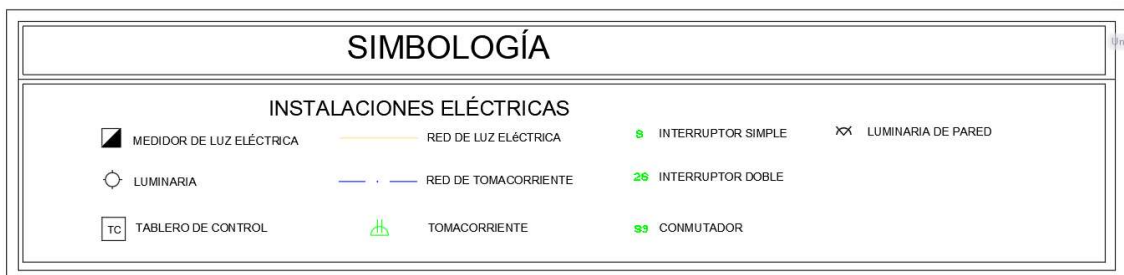 SIMBOLOGÍA
Un
INSTALACIONES ELÉCTRICAS
MEDIDOR DE LUZ ELÉCTRICA
RED DE LUZ ELéCTRICA
S INTERRUPTOR SIMPLE
LUMINARIA DE PARED
LUMINARIA
RED DE TOMACORRIENTE
2S INTERRUPTOR DOBLE
TC TABLERO DE CONTROL
TOMACORRIENTE
S3 CONMUTADOR